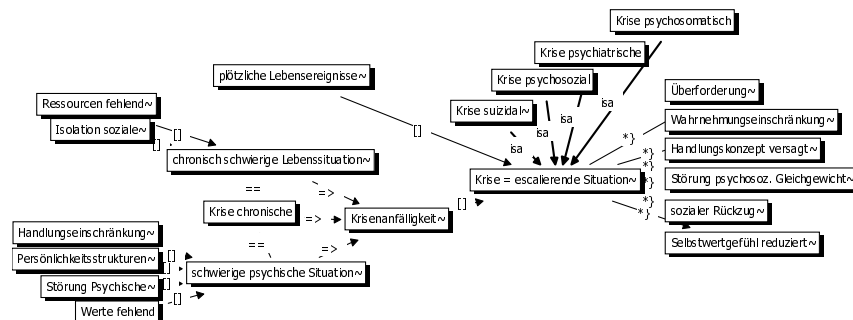 Krise psychosomatisch
Krise psychiatrische
plötzliche Lebensereignisse~
Krise psychosozial
Überforderung~
Ressourcen fehlend~
Krise suizidal~
isa
isa
isa
isa
Wahrnehmungseinschränkung~
Isolation soziale~
[]
[]
*}
Handlungskonzept versagt~
[]
chronisch schwierige Lebenssituation~
*}
*}
Krise = escalierende Situation~
*}
Störung psychosoz. Gleichgewicht~
==
=>
*}
Krise chronische
=>
Krisenanfälligkeit~
[]
*}
sozialer Rückzug~
Handlungseinschränkung~
==
=>
Selbstwertgefühl reduziert~
Persönlichkeitsstrukturen~
[]
[]
schwierige psychische Situation~
Störung Psychische~
[]
[]
Werte fehlend